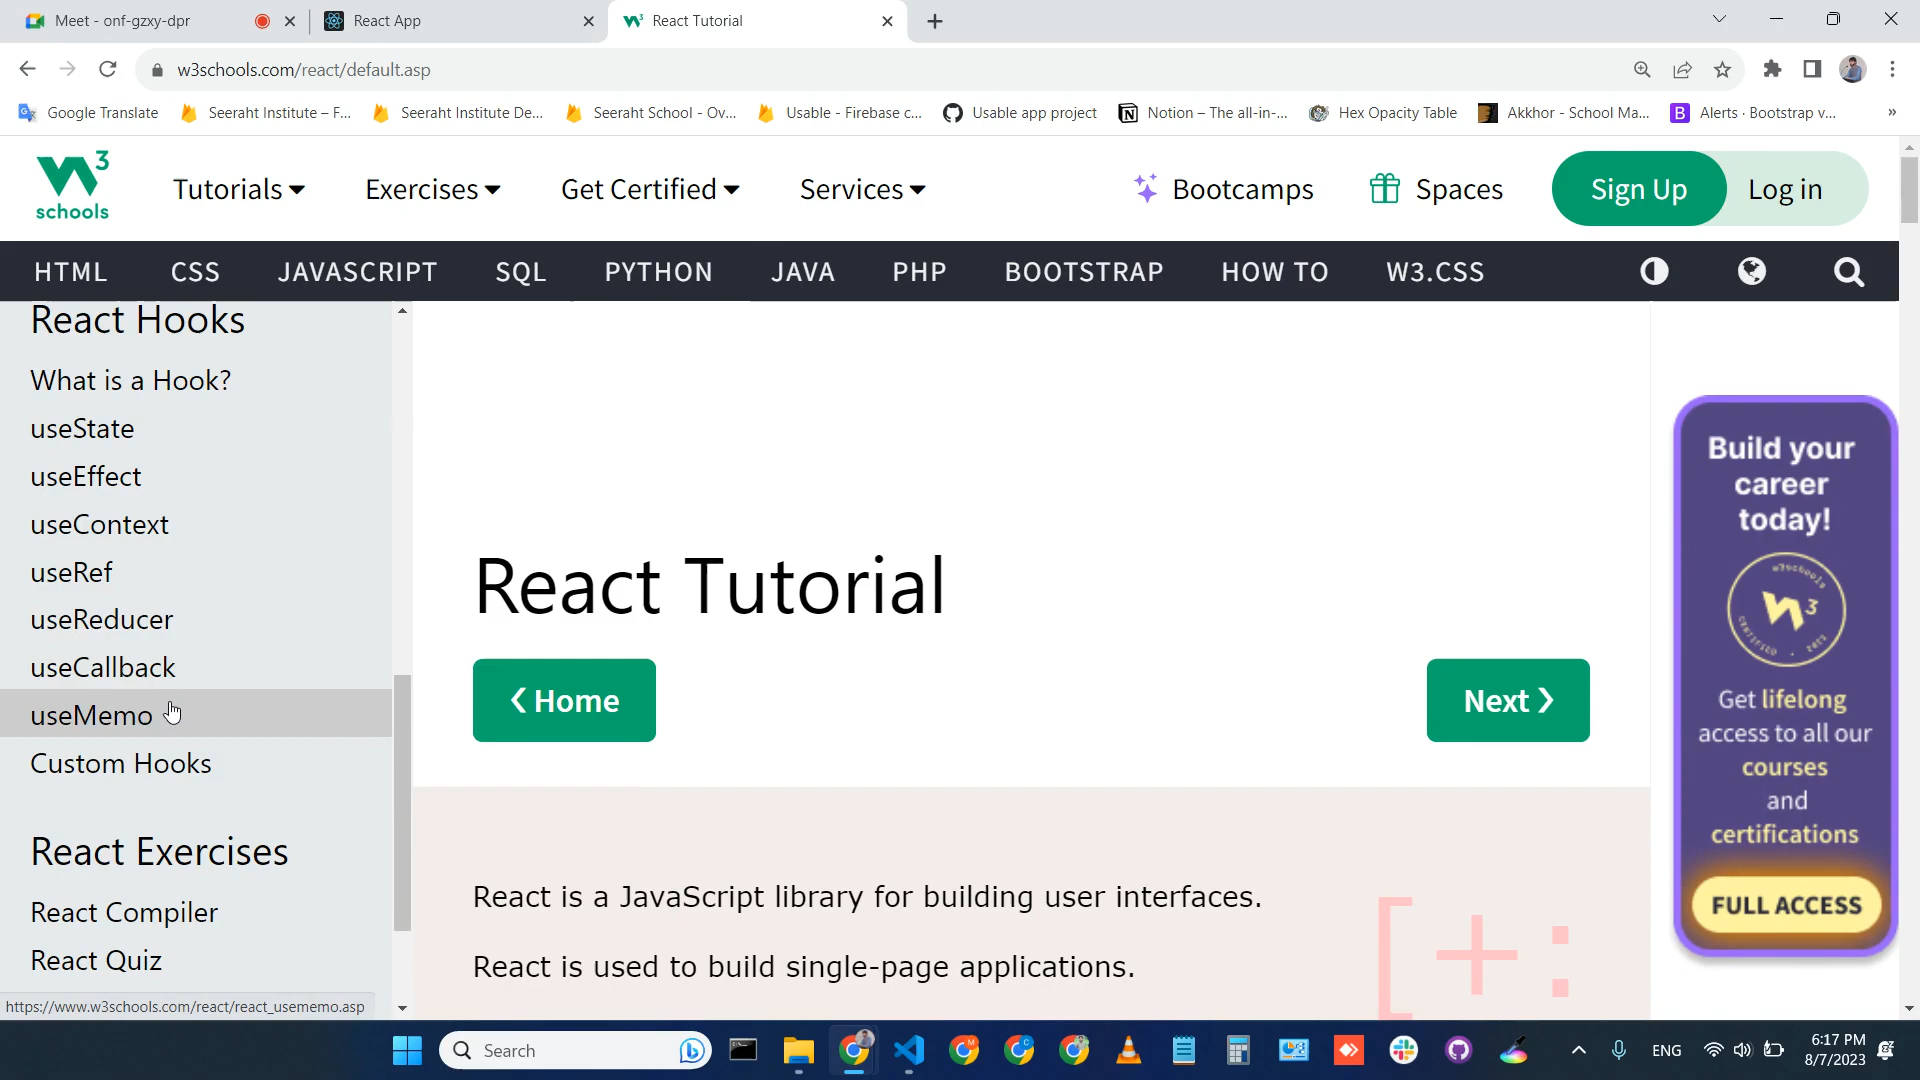 Meet - onf-gzxy-dpr
React App
React Tutorial
w3schools.com/react/default.asp
Google Translate
Seeraht Institute – F...
Seeraht Institute De...
Seeraht School - Ov...
Usable - Firebase c...
Usable app project
Notion – The all-in-...
Hex Opacity Table
Akkhor - School Ma...
Alerts · Bootstrap v...
»
W3 schools
Tutorials
Exercises
Get Certified
Services
Bootcamps
Spaces
Sign Up
Log in
HTML
CSS
JAVASCRIPT
SQL
PYTHON
JAVA
PHP
BOOTSTRAP
HOW TO
W3.CSS
React Hooks
What is a Hook?
useState
useEffect
useContext
useRef
useReducer
useCallback
useMemo
Custom Hooks
React Exercises
React Compiler
React Quiz
https://www.w3schools.com/react/react_usememo.asp
React Tutorial
❮ Home
Next ❯
React is a JavaScript library for building user interfaces.
React is used to build single-page applications.
[+:
Build your
career
today!
w3schools
W3
CERTIFIED . 2023
Get lifelong
access to all our
courses
and
certifications
FULL ACCESS
Search
ENG
6:17 PM
8/7/2023